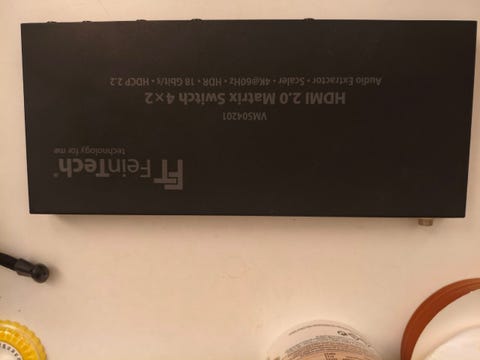 FeinTech®
technology for me
VMS04201
HDMI 2.0 Matrix Switch 4×2
Audio Extractor • Scaler • 4K@60Hz • HDR • 18 Gbit/s • HDCP 2.2